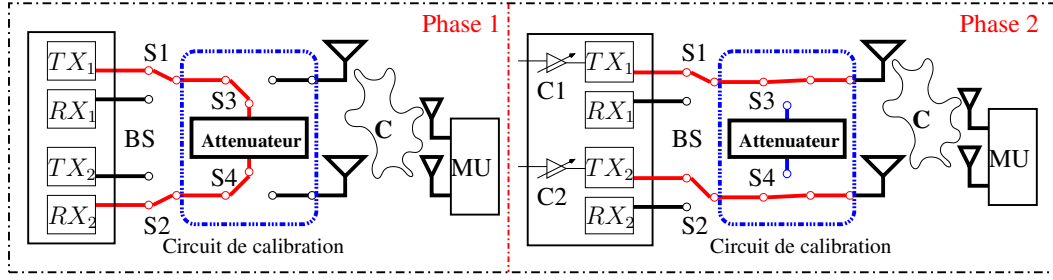 Phase 1
TX1
RX1
TX2
RX2
BS
S1
S2
S3
S4
Attenuateur
C
MU
Circuit de calibration
Phase 2
C1
C2
TX1
RX1
TX2
RX2
BS
S1
S2
S3
S4
Attenuateur
C
MU
Circuit de calibration